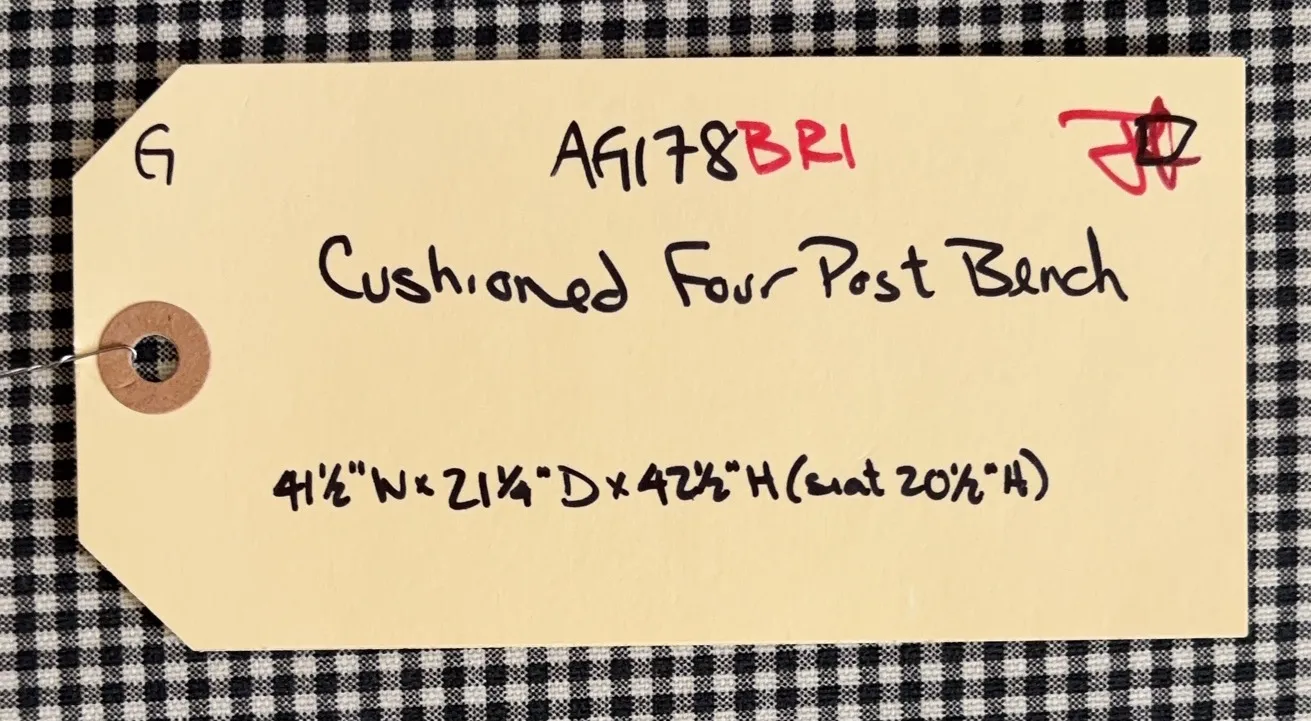 G AG178BR1
Cushioned Four Post Bench
41½"W x 21¼"D x 42½"H (seat 20½"H)